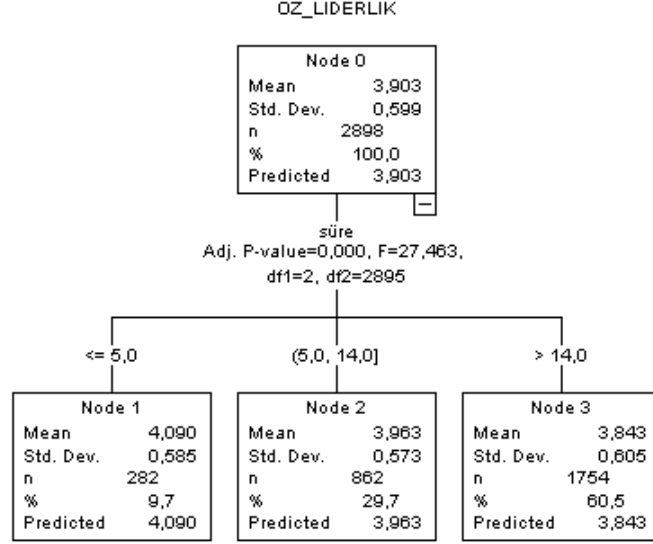 OZ_LIDERLIK
Node 0
Mean 3,903
Std. Dev. 0,599
n 2898
% 100,0
Predicted 3,903
süre
Adj. P-value=0,000, F=27,463,
df1=2, df2=2895
<= 5,0
(5,0, 14,0]
> 14,0
Node 1
Mean 4,090
Std. Dev. 0,585
n 282
% 9,7
Predicted 4,090
Node 2
Mean 3,963
Std. Dev. 0,573
n 862
% 29,7
Predicted 3,963
Node 3
Mean 3,843
Std. Dev. 0,605
n 1754
% 60,5
Predicted 3,843